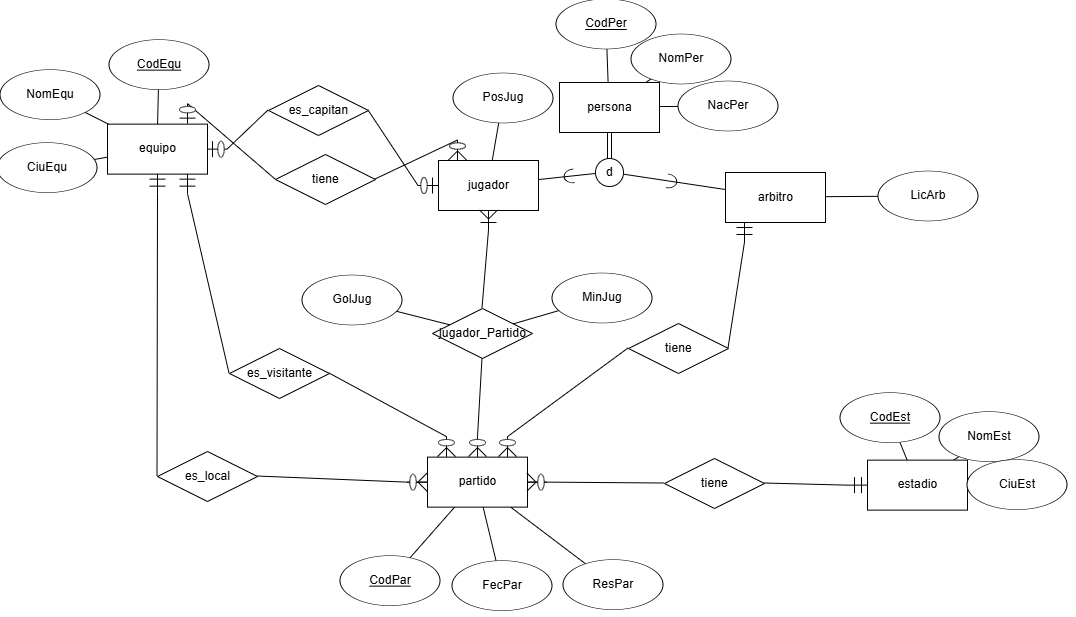 CodPer
CodEqu
NomPer
NomEqu
PosJug
NacPer
es_capitan
persona
equipo
CiuEqu
d
tiene
jugador
arbitro
LicArb
GolJug
MinJug
jugador_Partido
tiene
es_visitante
CodEst
NomEst
es_local
partido
tiene
estadio
CiuEst
CodPar
FecPar
ResPar